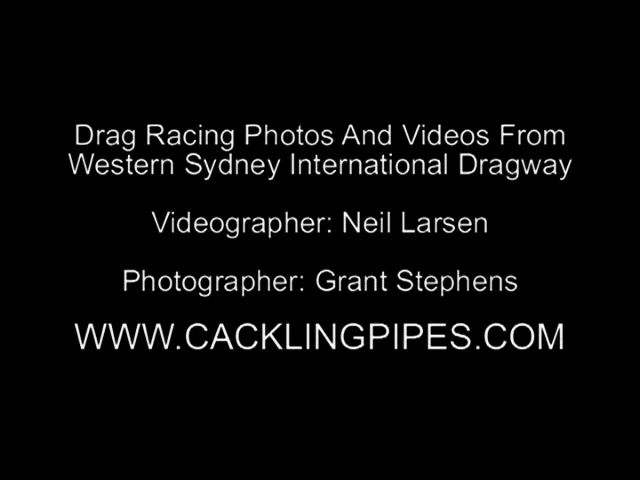 Drag Racing Photos And Videos From
Western Sydney International Dragway
Videographer: Neil Larsen
Photographer: Grant Stephens
WWW.CACKLINGPIPES.COM